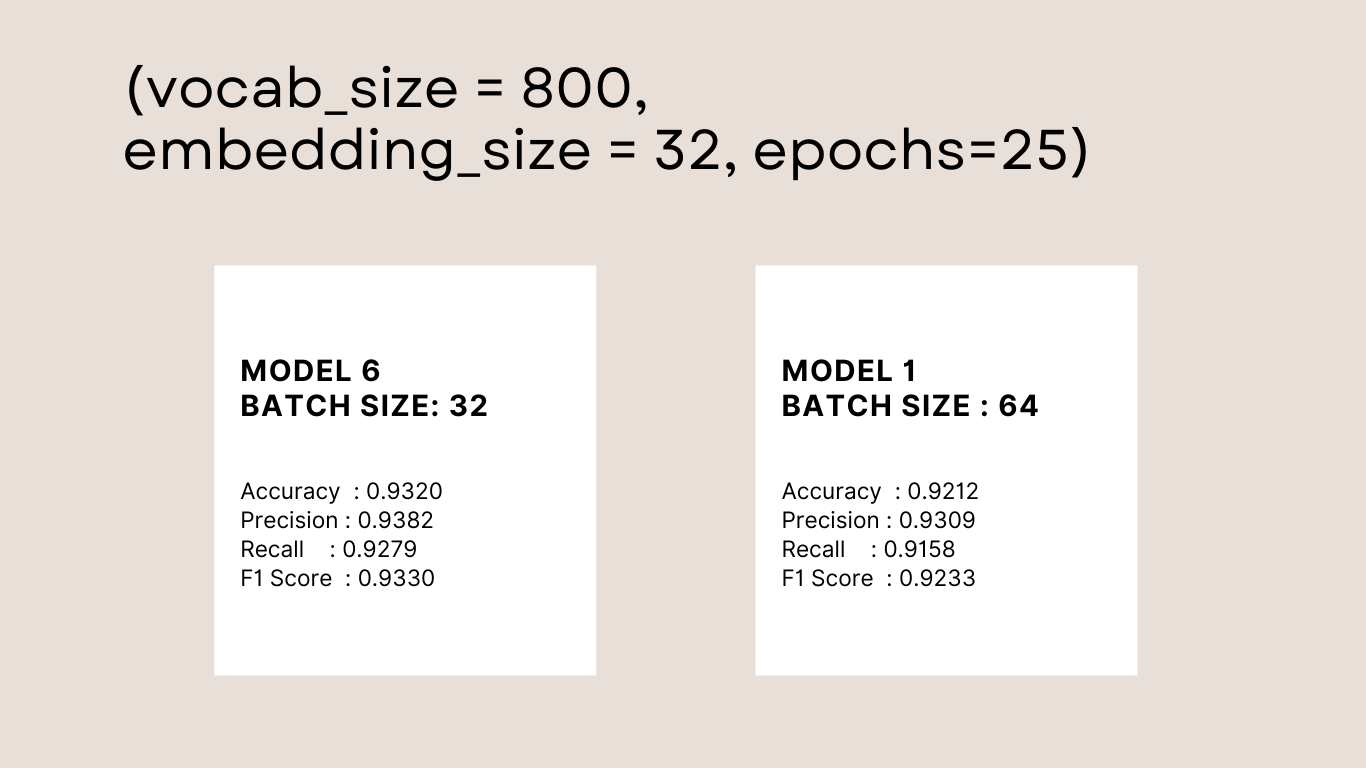 (vocab_size = 800,
embedding_size = 32, epochs=25)
MODEL 6
BATCH SIZE: 32
Accuracy  : 0.9320
Precision : 0.9382
Recall    : 0.9279
F1 Score  : 0.9330
MODEL 1
BATCH SIZE : 64
Accuracy  : 0.9212
Precision : 0.9309
Recall    : 0.9158
F1 Score  : 0.9233